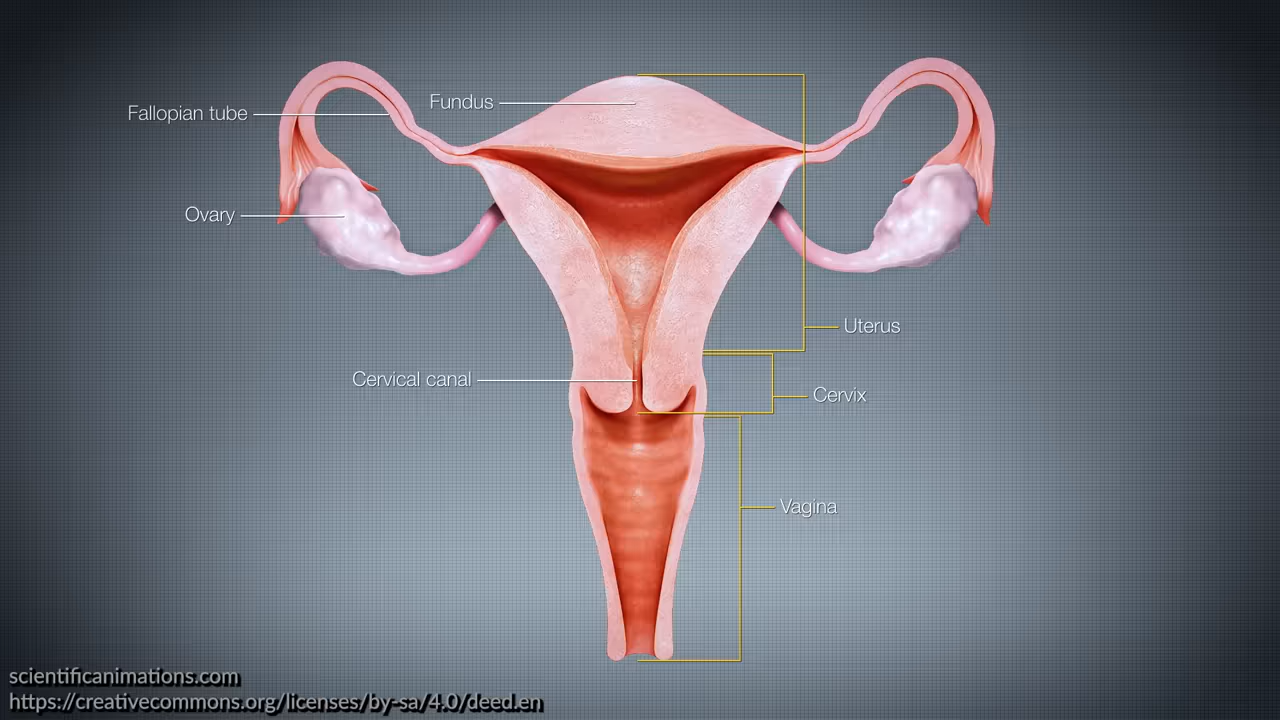 Fundus
Fallopian tube
Ovary
Uterus
Cervical canal
Cervix
Vagina
scientificanimations.com
https://creativecommons.org/licenses/by-sa/4.0/deed.en